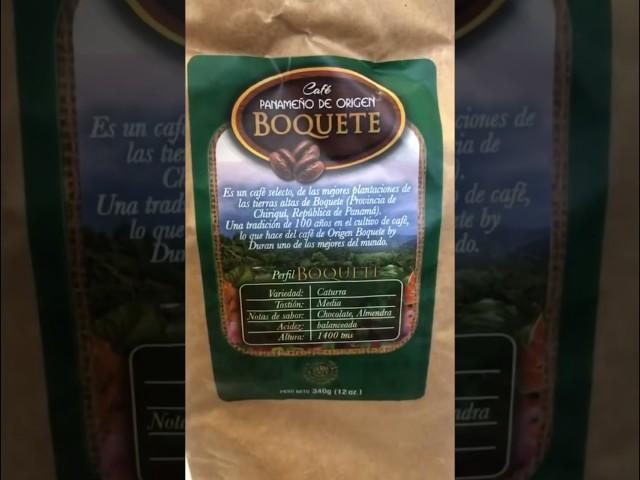 Café
PANAMEÑO DE ORIGEN
BOQUETE
Es un café selecto, de las mejores plantaciones de
las tierras altas de Boquete (Provincia de
Chiriquí, República de Panamá).
Una tradición de 100 años en el cultivo de café,
lo que hace del café de Origen Boquete by
Duran uno de los mejores del mundo.
Perfil BOQUETE
Variedad: Caturra
Tostión: Media
Notas de sabor: Chocolate, Almendra
Acidez: balanceada
Altura: 1400 tms
PESO NETO 340g (12 oz.)